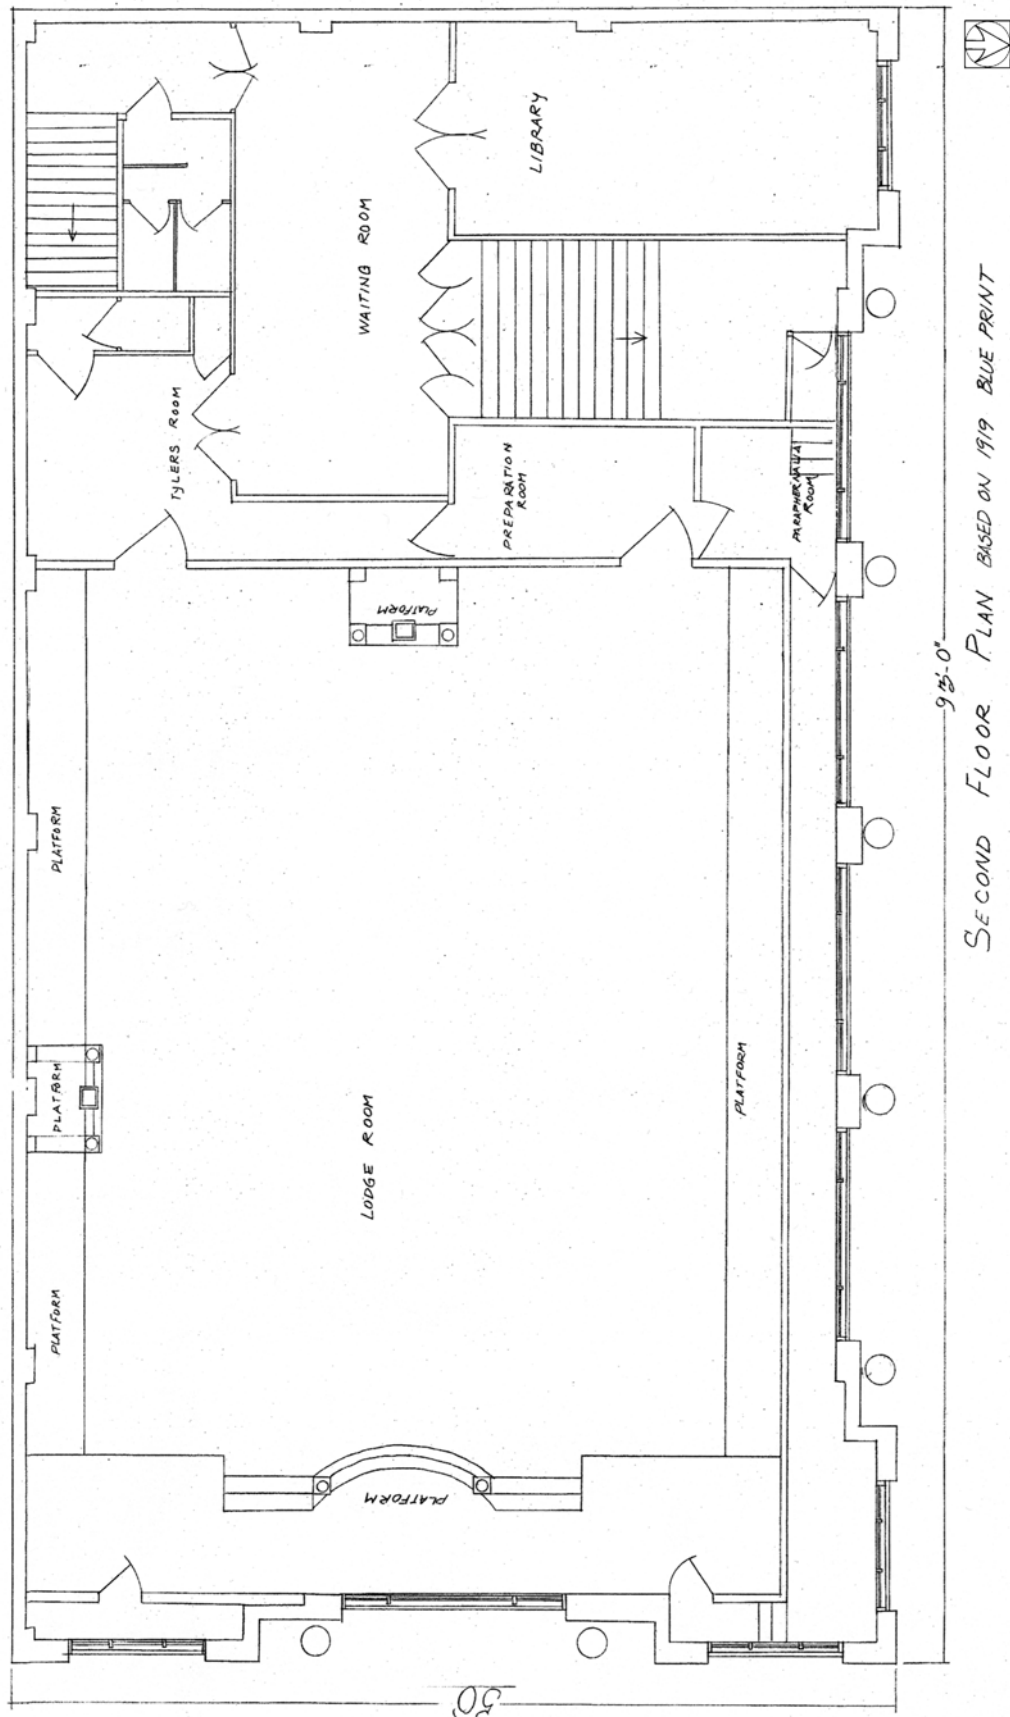 LIBRARY
WAITING ROOM
TYLERS ROOM
PREPARATION
ROOM
PARAPHERNALIA
ROOM
PLATFORM
PLATFORM
PLATFORM
PLATFORM
PLATFORM
LODGE ROOM
PLATFORM
93'-0"
50'
SECOND FLOOR PLAN BASED ON 1919 BLUE PRINT